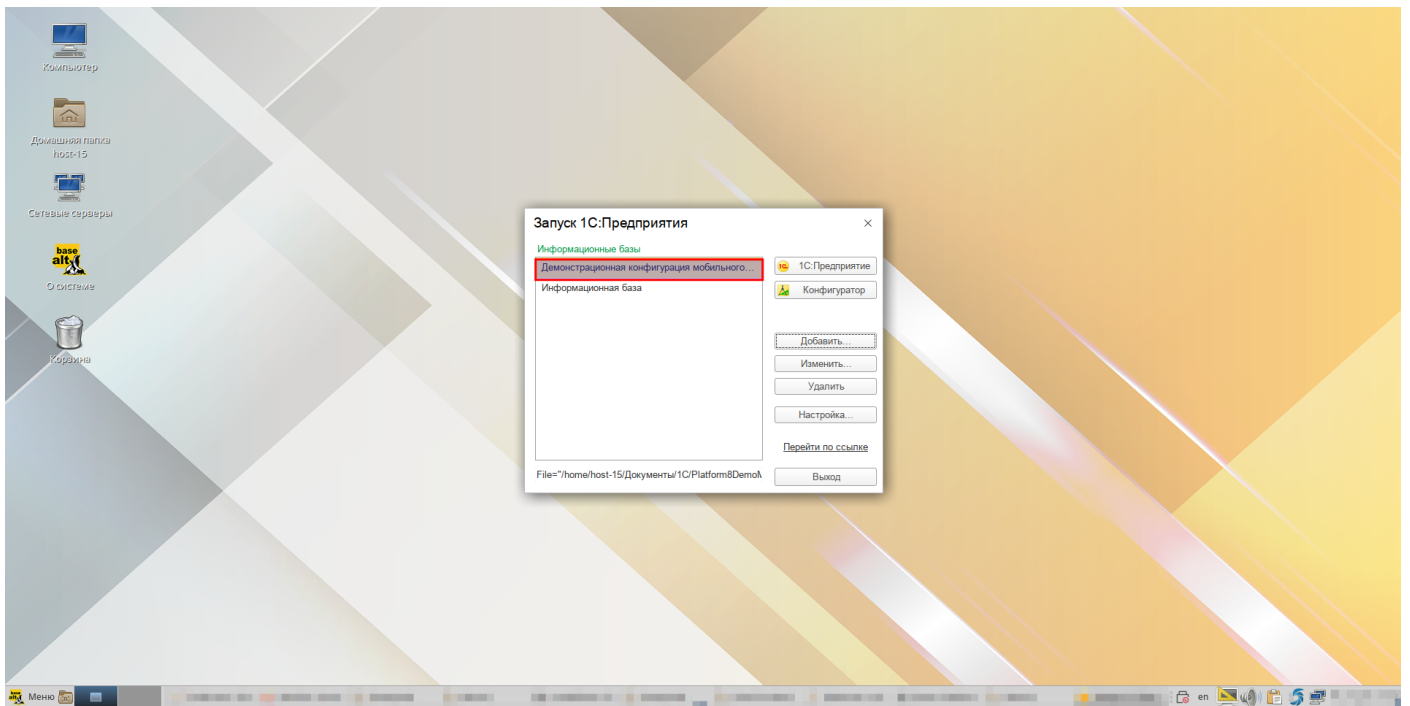 Компьютер
Домашняя папка
host-15
Сетевые серверы
base
alt
О системе
Корзина
Запуск 1С:Предприятия
Информационные базы
Демонстрационная конфигурация мобильного...
Информационная база
1С:Предприятие
Конфигуратор
Добавить...
Изменить...
Удалить
Настройка...
Перейти по ссылке
File="/home/host-15/Документы/1C/Platform8Demo
Выход
Меню
en